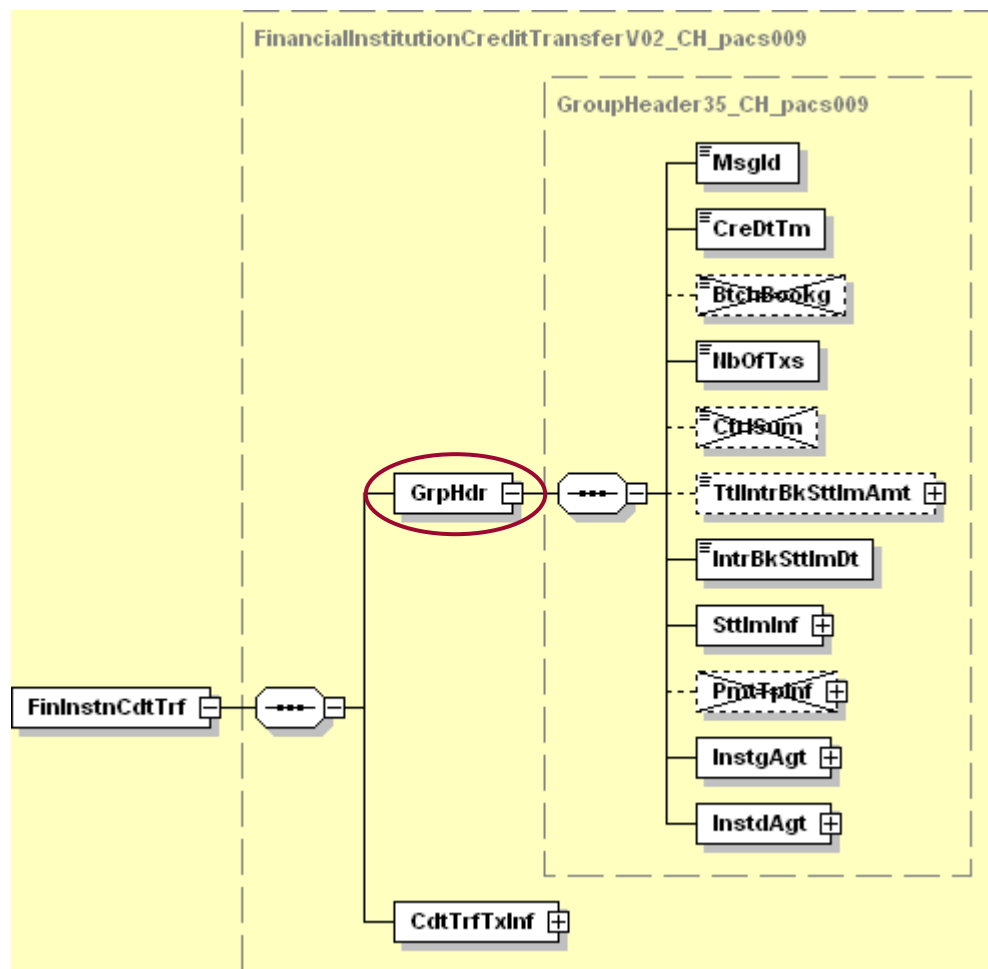 FinancialInstitutionCreditTransferV02_CH_pacs009
GroupHeader35_CH_pacs009
MsgId
CreDtTm
BtchBookg
NbOfTxs
CtrlSum
GrpHdr
TtlIntrBkSttlmAmt
IntrBkSttlmDt
SttlmInf
PmtTpInf
FinInstnCdtTrf
InstgAgt
InstdAgt
CdtTrfTxInf